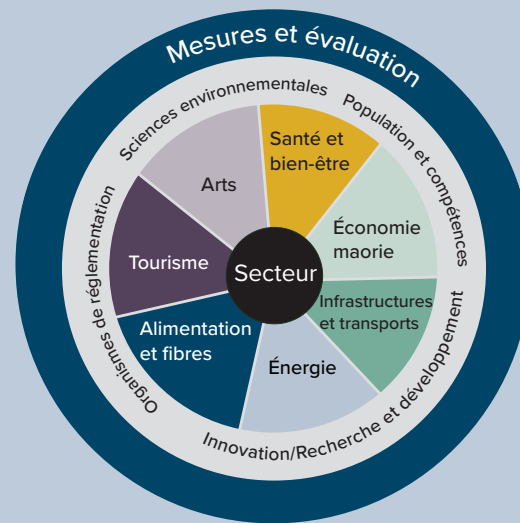 Mesures et évaluation
Sciences environnementales
Population et compétences
Santé et
bien-être
Arts
Économie
maorie
Tourisme
Secteur
Infrastructures
et transports
Alimentation
et fibres
Énergie
Organismes de réglementation
Innovation/Recherche et développement